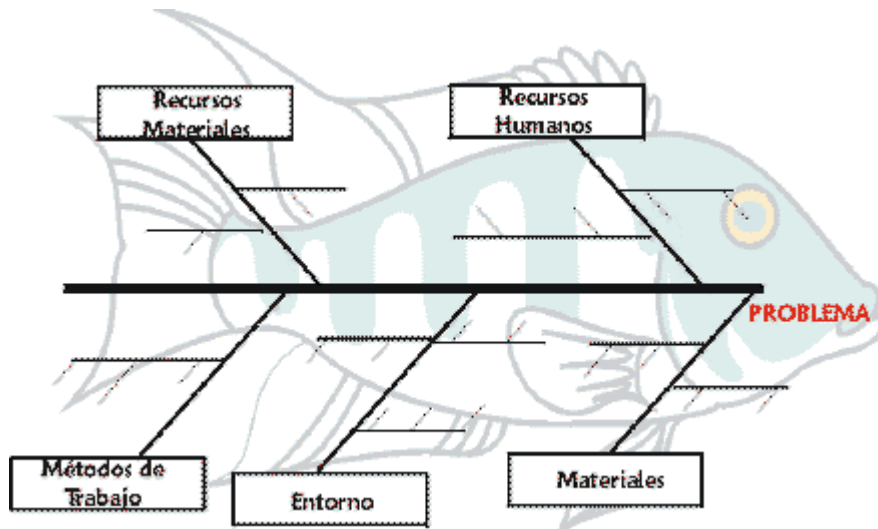 Recursos
Materiales
Recursos
Humanos
PROBLEMA
Métodos de
Trabajo
Entorno
Materiales